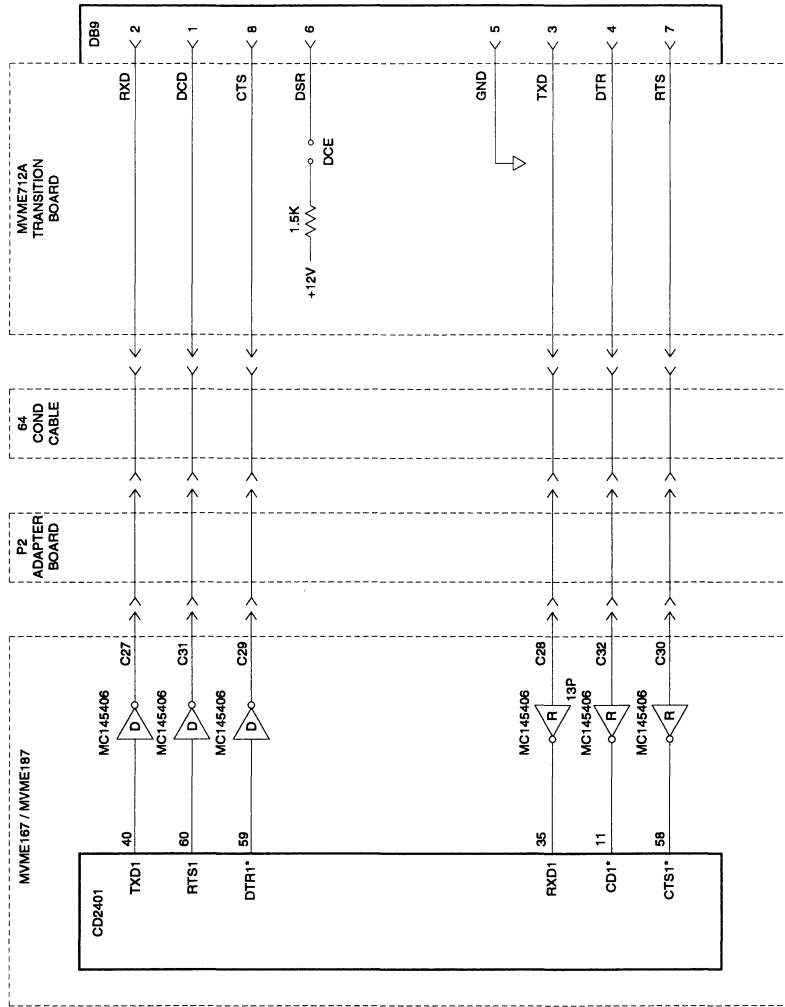 MVME167 / MVME187
P2
ADAPTER
BOARD
64
COND
CABLE
MVME712A
TRANSITION
BOARD
CD2401
DB9
TXD1
40
MC145406
D
C27
RXD
2
RTS1
60
MC145406
D
C31
DCD
1
DTR1*
59
MC145406
D
C29
CTS
8
+12V
1.5K
DCE
DSR
6
GND
5
RXD1
35
MC145406
R
13P
C28
TXD
3
CD1*
11
MC145406
R
C32
DTR
4
CTS1*
58
MC145406
R
C30
RTS
7